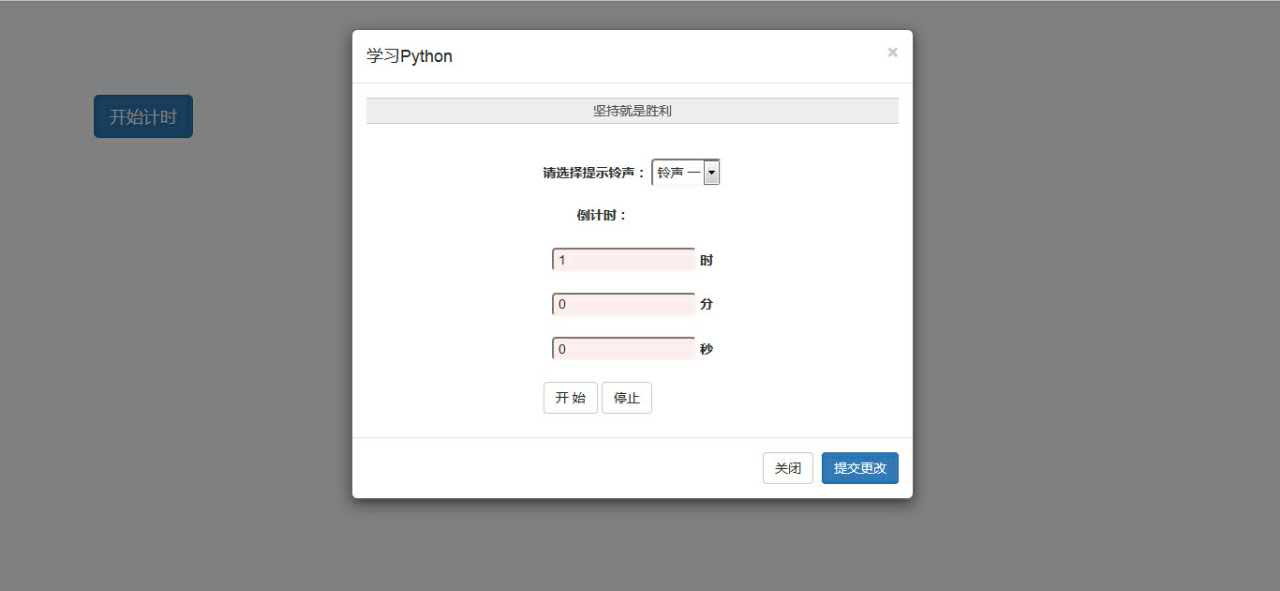 学习Python ×
开始计时
坚持就是胜利
请选择提示铃声： 铃声 一
倒计时：
1 时
0 分
0 秒
开 始 停止
关闭 提交更改